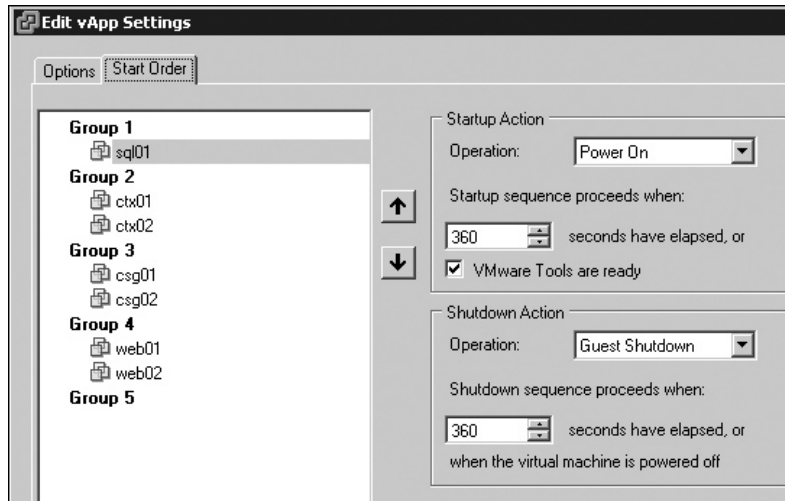 Edit vApp Settings
Options
Start Order
Group 1
sql01
Group 2
ctx01
ctx02
Group 3
csg01
csg02
Group 4
web01
web02
Group 5
Startup Action
Operation: Power On
Startup sequence proceeds when:
360 seconds have elapsed, or
VMware Tools are ready
Shutdown Action
Operation: Guest Shutdown
Shutdown sequence proceeds when:
360 seconds have elapsed, or
when the virtual machine is powered off